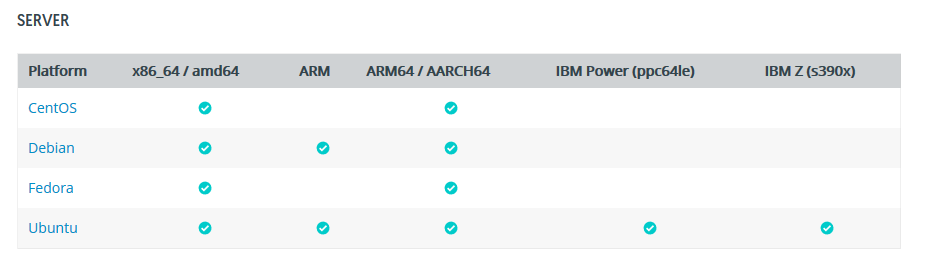 SERVER
Platform x86_64 / amd64 ARM ARM64 / AARCH64 IBM Power (ppc64le) IBM Z (s390x)
CentOS
Debian
Fedora
Ubuntu